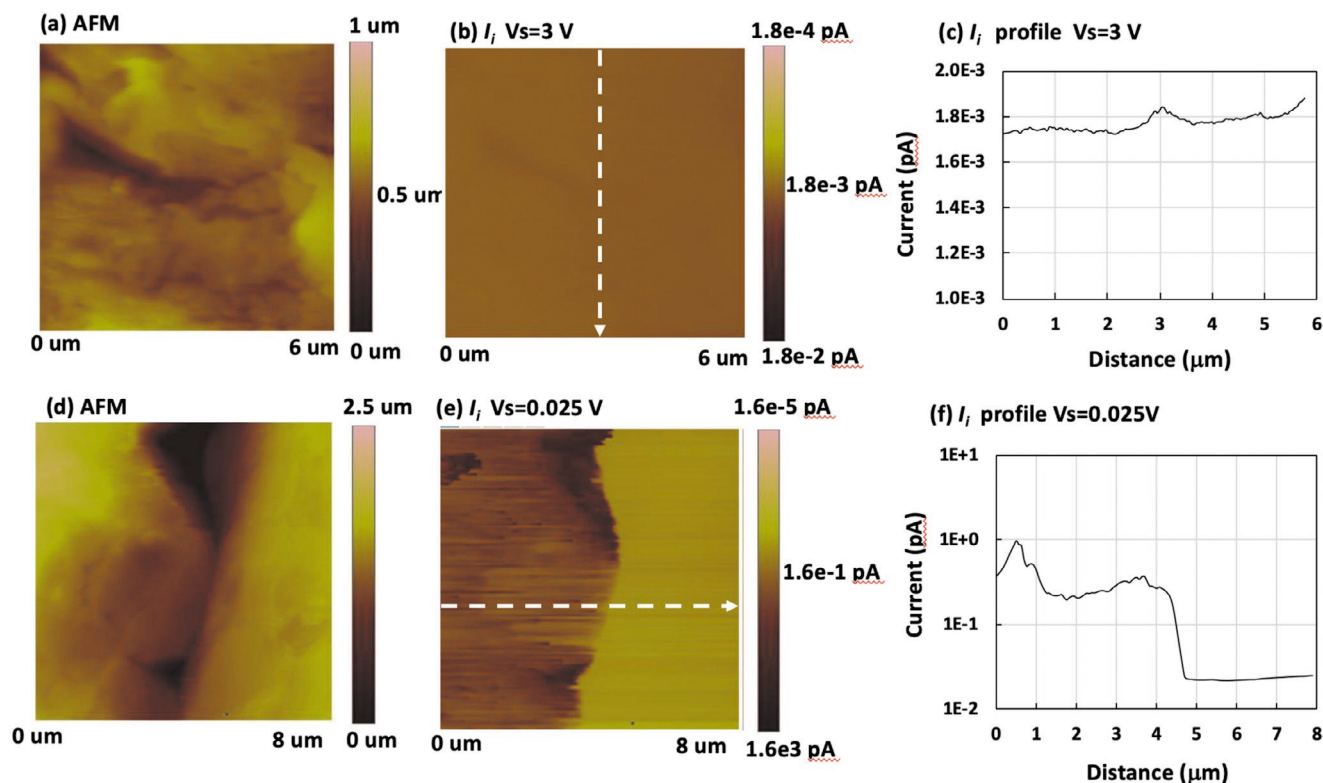 (a) AFM
1 um
0.5 um
0 um
0 um
6 um
(b) Ii Vs=3 V
1.8e-4 pA
1.8e-3 pA
1.8e-2 pA
0 um
6 um
(c) Ii profile Vs=3 V
2.0E-3
1.8E-3
1.6E-3
1.4E-3
1.2E-3
1.0E-3
Current (pA)
0 1 2 3 4 5 6
Distance (μm)
(d) AFM
2.5 um
0 um
0 um
8 um
(e) Ii Vs=0.025 V
1.6e-5 pA
1.6e-1 pA
1.6e3 pA
0 um
8 um
(f) Ii profile Vs=0.025V
1E+1
1E+0
1E-1
1E-2
Current (pA)
0 1 2 3 4 5 6 7 8
Distance (μm)